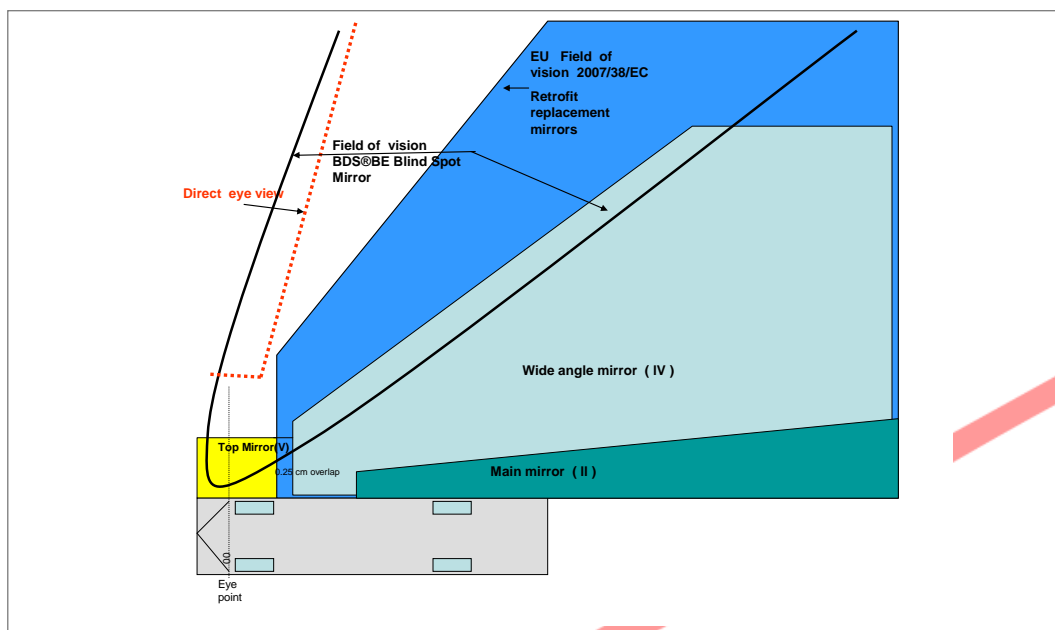 EU Field of
vision 2007/38/EC
Retrofit
replacement
mirrors
Field of vision
BDS®BE Blind Spot
Mirror
Direct eye view
Wide angle mirror ( IV )
Top Mirror(V)
0.25 cm overlap
Main mirror ( II )
Eye
point